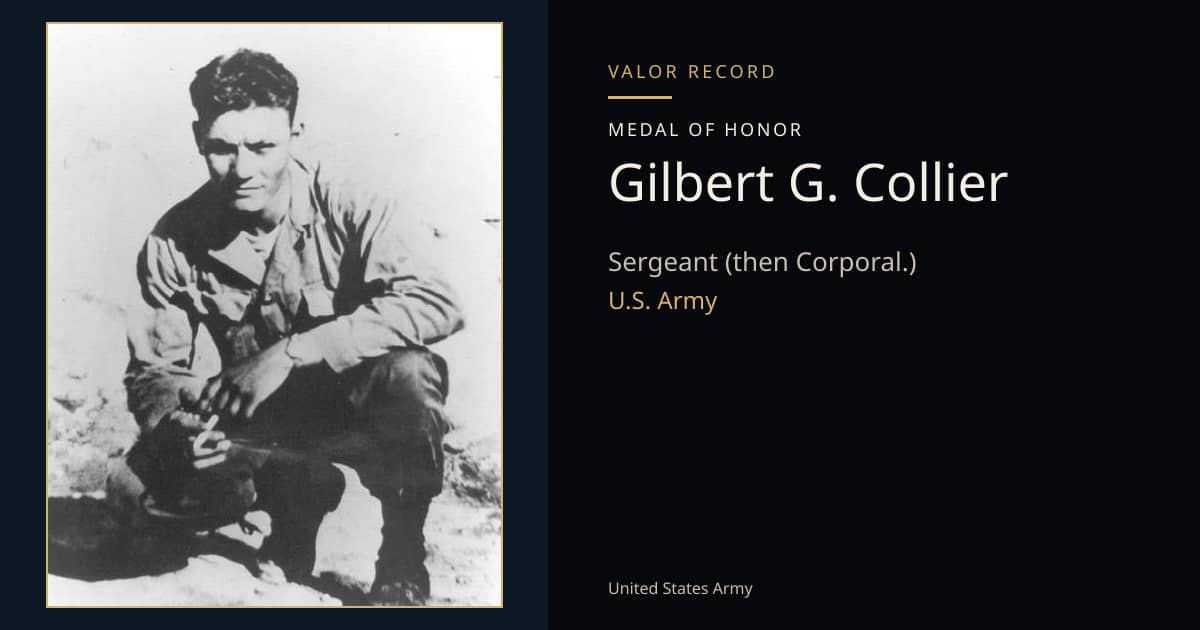 VALOR RECORD
MEDAL OF HONOR
Gilbert G. Collier
Sergeant (then Corporal.)
U.S. Army
United States Army